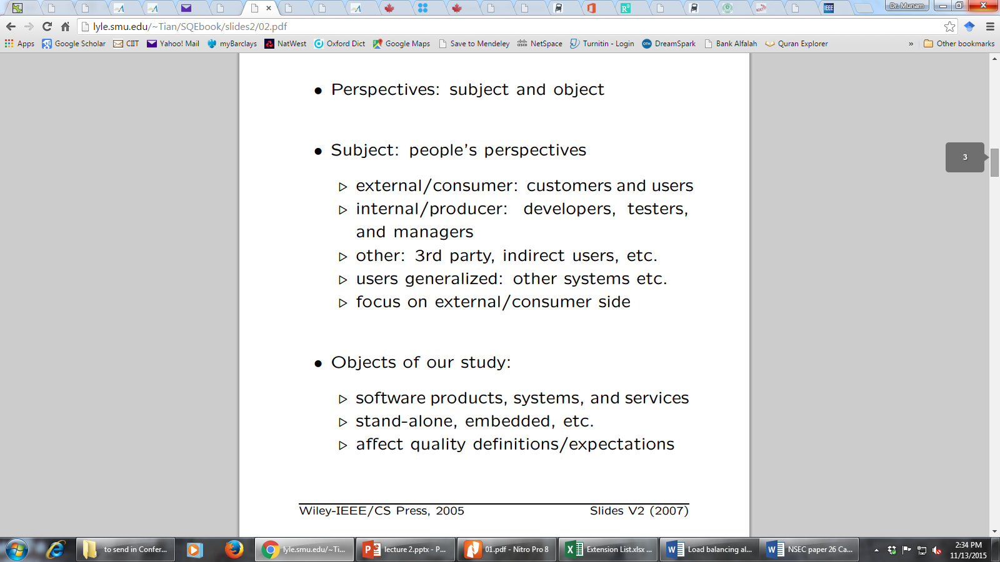 Dr. Munam
lyle.smu.edu/~Tian/SQEbook/slides2/02.pdf
Apps Google Scholar CIIT Yahoo! Mail myBarclays NatWest Oxford Dict Google Maps Save to Mendeley NetSpace Turnitin - Login DreamSpark Bank Alfalah Quran Explorer » Other bookmarks
• Perspectives: subject and object
• Subject: people's perspectives
▷ external/consumer: customers and users
▷ internal/producer: developers, testers,
and managers
▷ other: 3rd party, indirect users, etc.
▷ users generalized: other systems etc.
▷ focus on external/consumer side
3
• Objects of our study:
▷ software products, systems, and services
▷ stand-alone, embedded, etc.
▷ affect quality definitions/expectations
Wiley-IEEE/CS Press, 2005 Slides V2 (2007)
to send in Confer... lyle.smu.edu/~Ti... lecture 2.pptx - P... 01.pdf - Nitro Pro 8 Extension List.xlsx ... Load balancing al... NSEC paper 26 Ca... 2:34 PM
11/13/2015